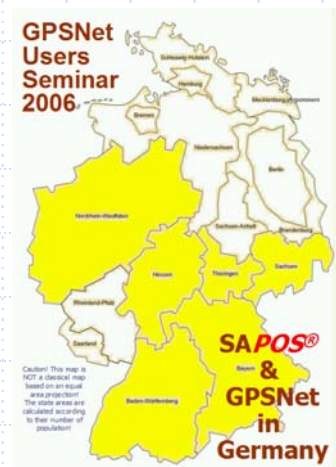 GPSNet
Users
Seminar
2006
Schleswig-Holstein
Hamburg
Mecklenburg-Vorpommern
Bremen
Niedersachsen
Berlin
Nordrhein-Westfalen
Sachsen-Anhalt
Brandenburg
Hessen
Thüringen
Sachsen
Rheinland-Pfalz
Saarland
Bayern
Baden-Württemberg
Caution! This map is
NOT a classical map
based on an equal
area projection!
The state areas are
calculated according
to their number of
population!
SAPOS®
&
GPSNet
in
Germany